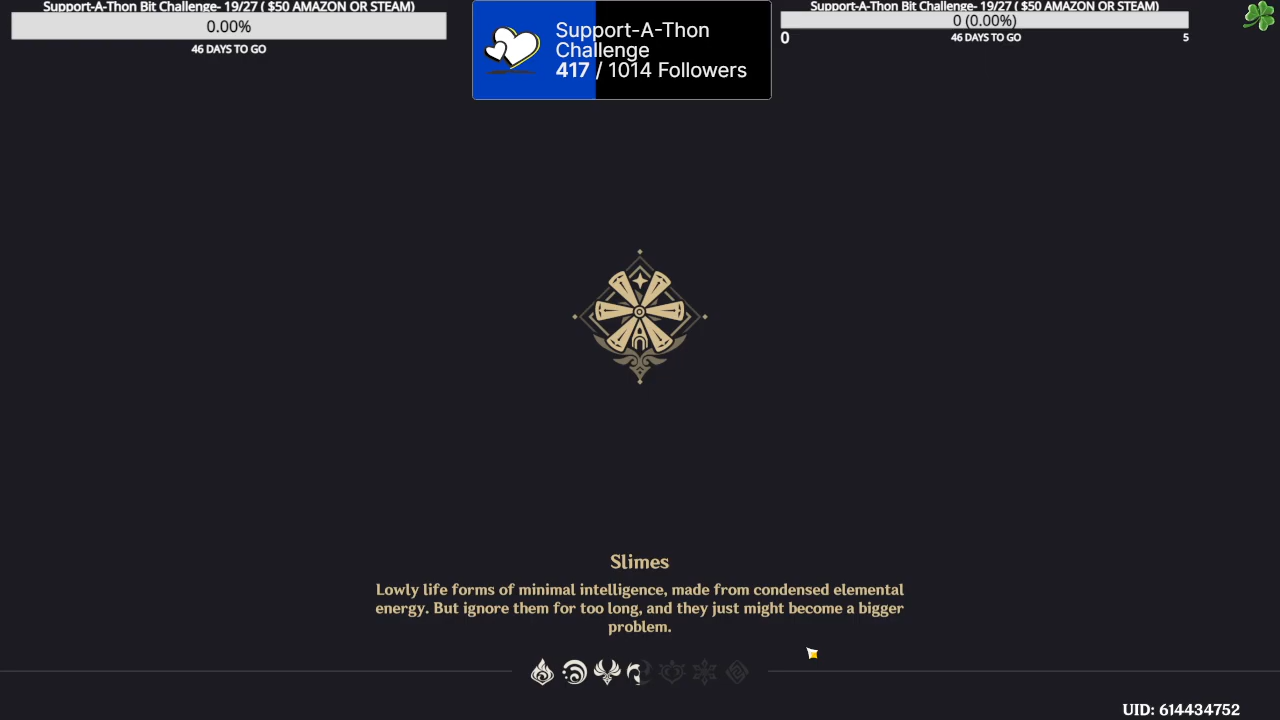 Support-A-Thon Bit Challenge- 19/27 ( $50 AMAZON OR STEAM)
0.00%
46 DAYS TO GO
Support-A-Thon
Challenge
417 / 1014 Followers
Support-A-Thon Bit Challenge- 19/27 ( $50 AMAZON OR STEAM)
0 (0.00%)
0
46 DAYS TO GO
5
Slimes
Lowly life forms of minimal intelligence, made from condensed elemental
energy. But ignore them for too long, and they just might become a bigger
problem.
UID: 614434752